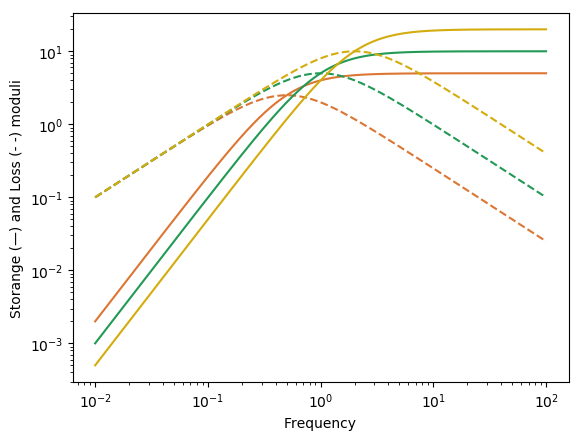 Storange (—) and Loss (- -) moduli
10¹
10⁰
10⁻¹
10⁻²
10⁻³
10⁻² 10⁻¹ 10⁰ 10¹ 10²
Frequency